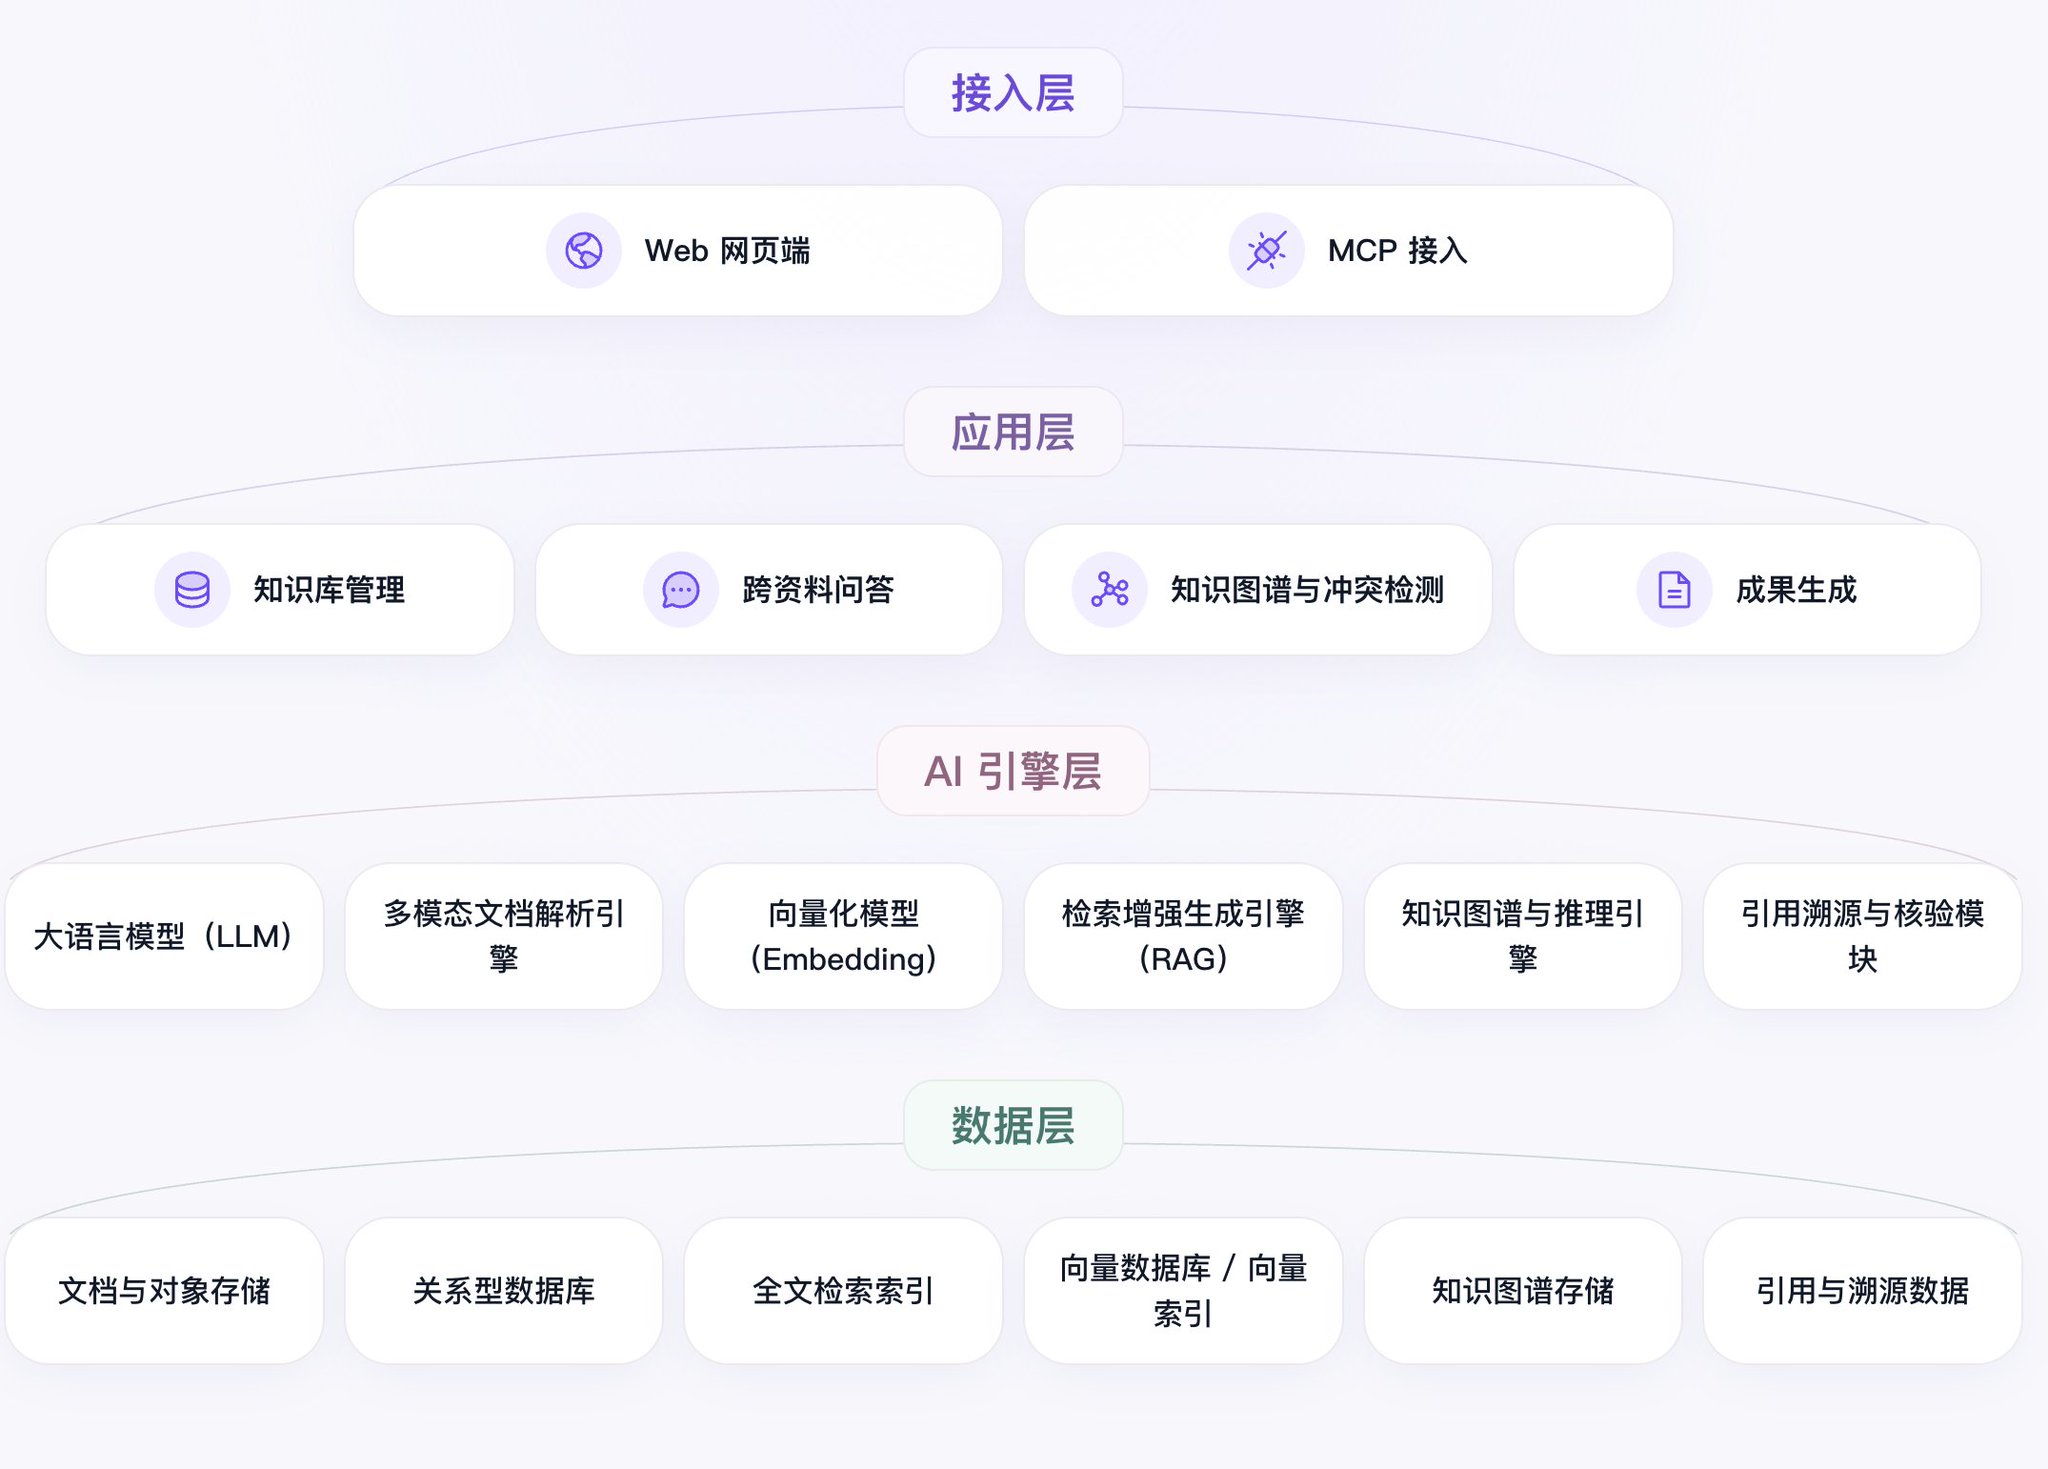 接入层
Web 网页端
MCP 接入
应用层
知识库管理
跨资料问答
知识图谱与冲突检测
成果生成
AI 引擎层
大语言模型（LLM）
多模态文档解析引
擎
向量化模型
（Embedding）
检索增强生成引擎
（RAG）
知识图谱与推理引
擎
引用溯源与核验模
块
数据层
文档与对象存储
关系型数据库
全文检索索引
向量数据库 / 向量
索引
知识图谱存储
引用与溯源数据